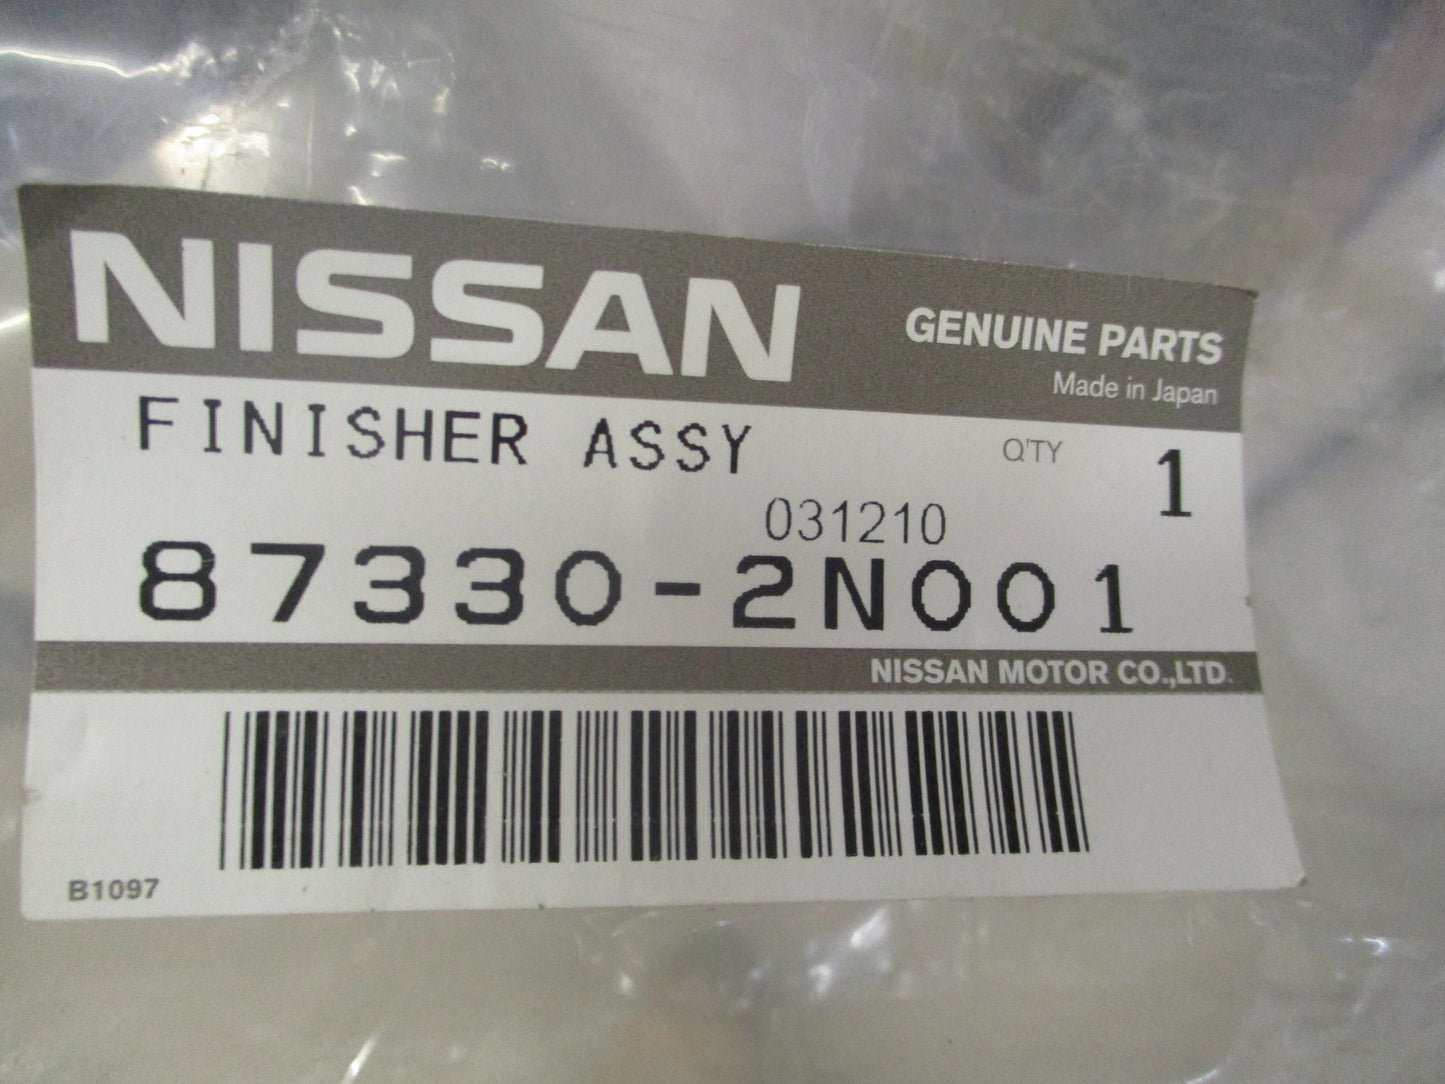 NISSAN
GENUINE PARTS
Made in Japan
FINISHER ASSY
Q'TY 1
031210
87330-2N001
NISSAN MOTOR CO.,LTD.
B1097